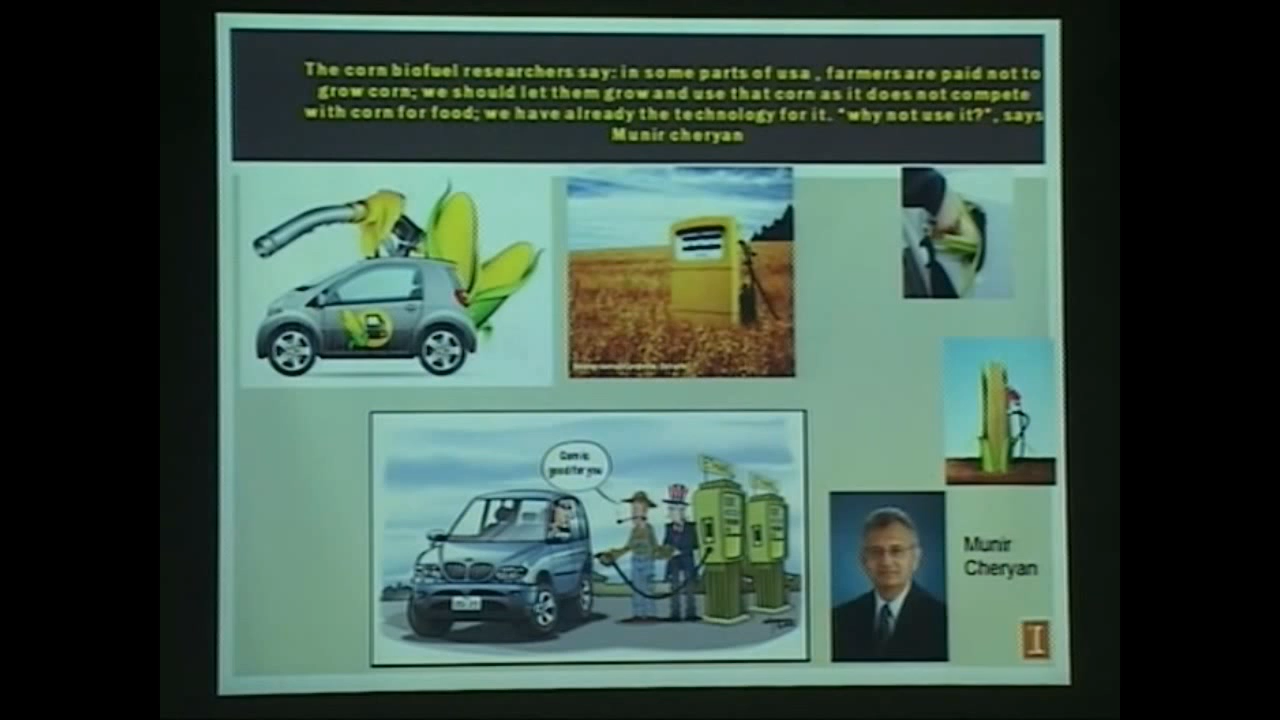 The corn biofuel researchers say: in some parts of usa , farmers are paid not to
grow corn; we should let them grow and use that corn as it does not compete
with corn for food; we have already the technology for it. "why not use it?", says
Munir cheryan
Corn is
good for you
Munir
Cheryan
I